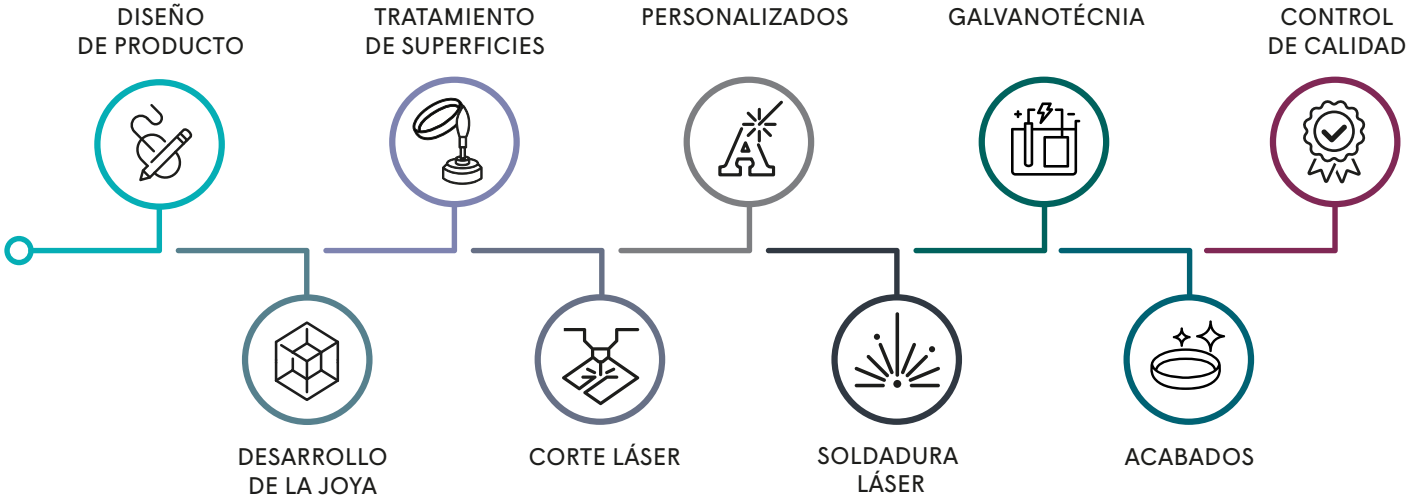 DISEÑO
DE PRODUCTO
TRATAMIENTO
DE SUPERFICIES
PERSONALIZADOS
GALVANOTÉCNIA
CONTROL
DE CALIDAD
A
+
-
DESARROLLO
DE LA JOYA
CORTE LÁSER
SOLDADURA
LÁSER
ACABADOS